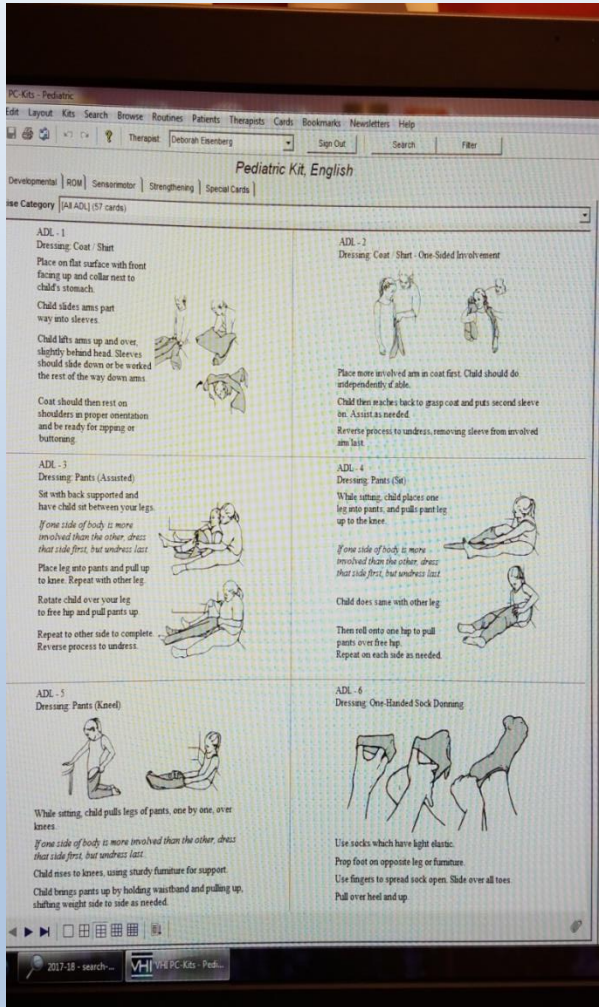 PC-Kits - Pediatric
Edit Layout Kits Search Browse Routines Patients Therapists Cards Bookmarks Newsletters Help
Therapist: Deborah Eisenberg Sign Out Search Filter
Pediatric Kit, English
Developmental ROM Sensorimotor Strengthening Special Cards
ise Category [All ADL] (57 cards)
ADL - 1
Dressing: Coat / Shirt
Place on flat surface with front
facing up and collar next to
child's stomach.
Child slides arms part
way into sleeves.
Child lifts arms up and over,
slightly behind head. Sleeves
should slide down or be worked
the rest of the way down arms.
Coat should then rest on
shoulders in proper orientation
and be ready for zipping or
buttoning.
ADL - 2
Dressing: Coat / Shirt - One-Sided Involvement
Place more involved arm in coat first. Child should do
independently if able.
Child then reaches back to grasp coat and puts second sleeve
on. Assist as needed.
Reverse process to undress, removing sleeve from involved
arm last.
ADL - 3
Dressing: Pants (Assisted)
Sit with back supported and
have child sit between your legs.
If one side of body is more
involved than the other, dress
that side first, but undress last.
Place leg into pants and pull up
to knee. Repeat with other leg.
Rotate child over your leg
to free hip and pull pants up.
Repeat to other side to complete.
Reverse process to undress.
ADL - 4
Dressing: Pants (Sit)
While sitting, child places one
leg into pants, and pulls pant leg
up to the knee.
If one side of body is more
involved than the other, dress
that side first, but undress last.
Child does same with other leg.
Then roll onto one hip to pull
pants over free hip.
Repeat on each side as needed.
ADL - 5
Dressing: Pants (Kneel)
While sitting, child pulls legs of pants, one by one, over
knees.
If one side of body is more involved than the other, dress
that side first, but undress last.
Child rises to knees, using sturdy furniture for support.
Child brings pants up by holding waistband and pulling up,
shifting weight side to side as needed.
ADL - 6
Dressing: One-Handed Sock Donning
Use socks which have light elastic.
Prop foot on opposite leg or furniture.
Use fingers to spread sock open. Slide over all toes.
Pull over heel and up.
2017-18 - search-... VHI VHI PC-Kits - Pedi...